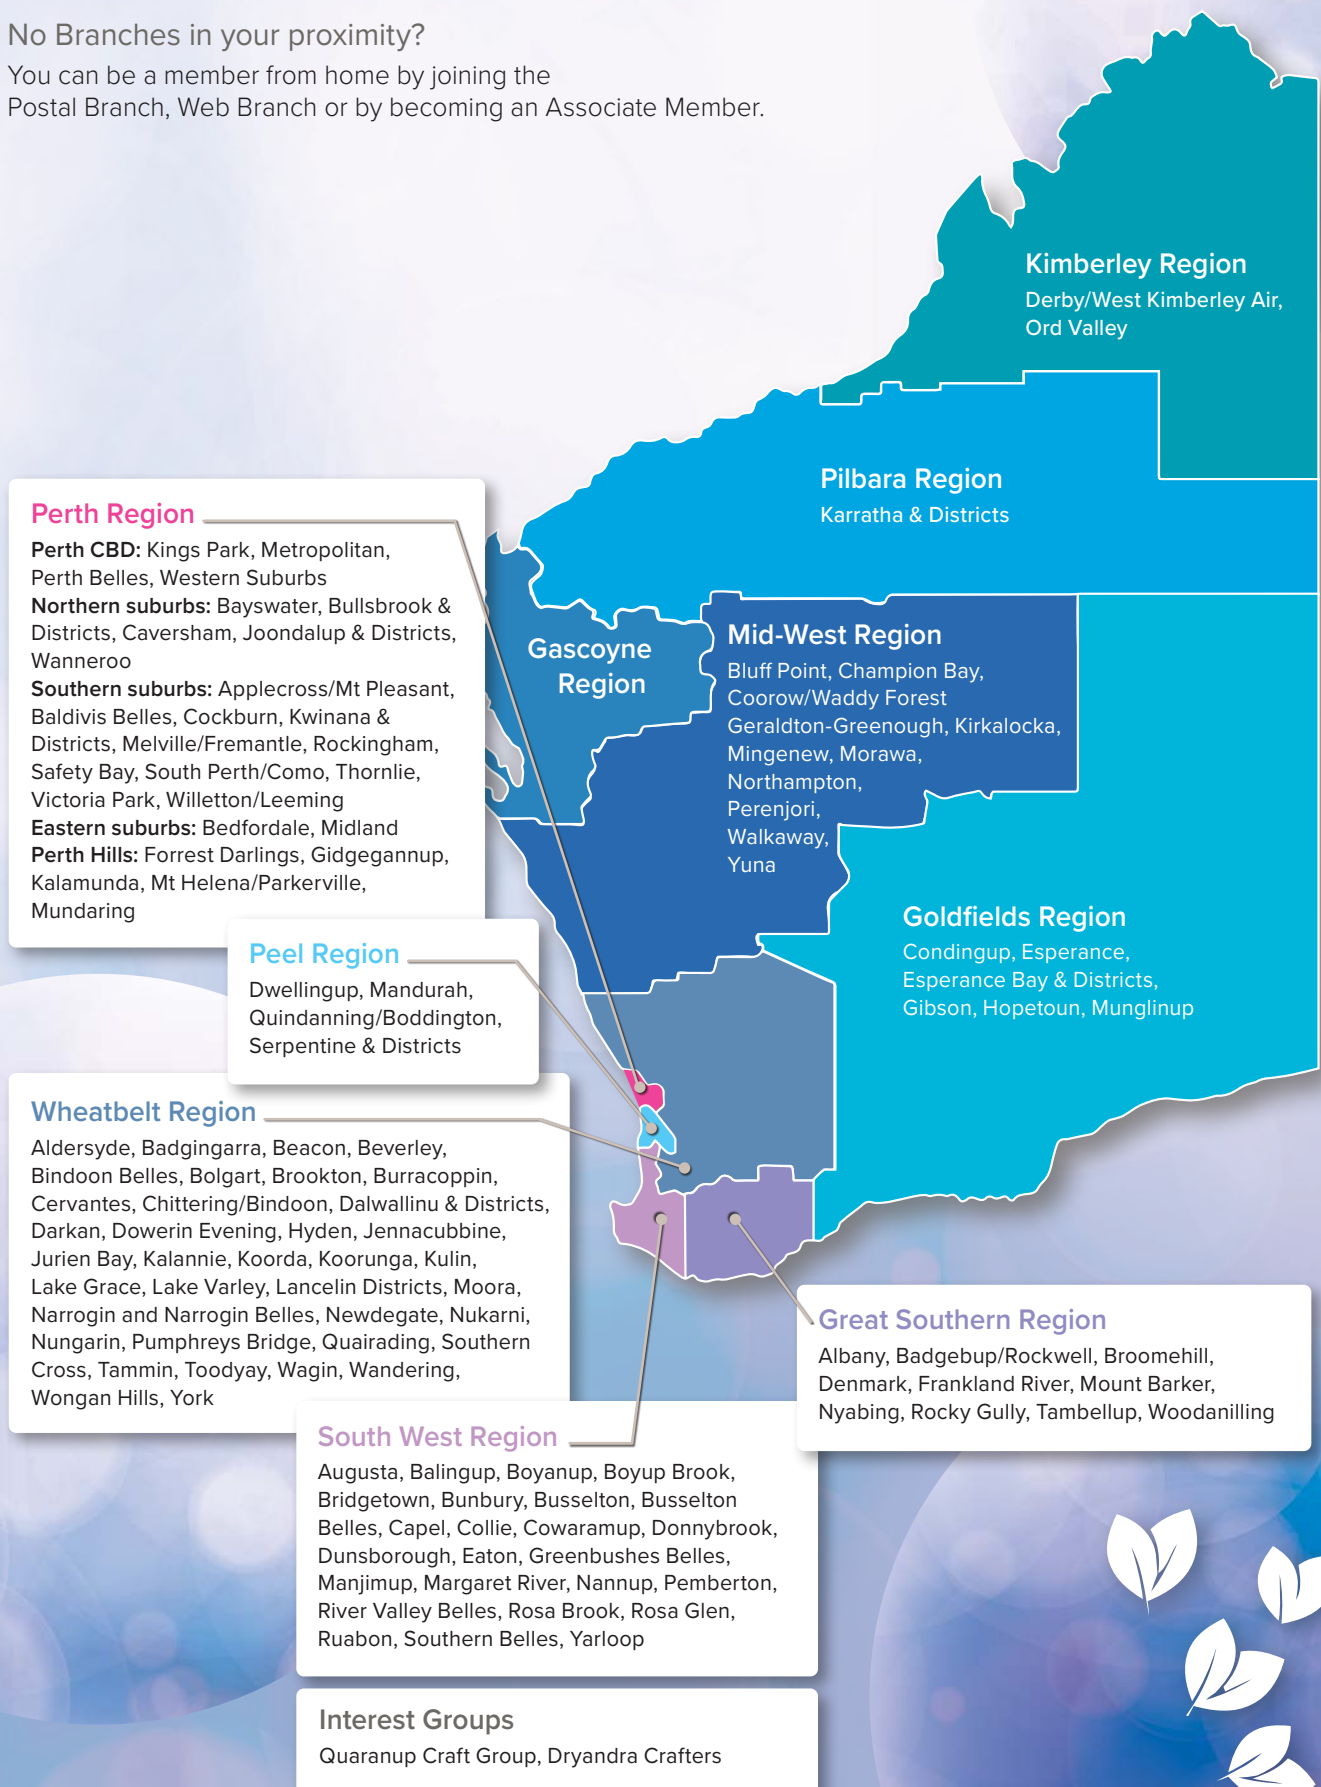 No Branches in your proximity?
You can be a member from home by joining the
Postal Branch, Web Branch or by becoming an Associate Member.
Kimberley Region
Derby/West Kimberley Air,
Ord Valley
Pilbara Region
Karratha & Districts
Perth Region
Perth CBD: Kings Park, Metropolitan,
Perth Belles, Western Suburbs
Northern suburbs: Bayswater, Bullsbrook &
Districts, Caversham, Joondalup & Districts,
Wanneroo
Southern suburbs: Applecross/Mt Pleasant,
Baldivis Belles, Cockburn, Kwinana &
Districts, Melville/Fremantle, Rockingham,
Safety Bay, South Perth/Como, Thornlie,
Victoria Park, Willetton/Leeming
Eastern suburbs: Bedfordale, Midland
Perth Hills: Forrest Darlings, Gidgegannup,
Kalamunda, Mt Helena/Parkerville,
Mundaring
Gascoyne
Region
Mid-West Region
Bluff Point, Champion Bay,
Coorow/Waddy Forest
Geraldton-Greenough, Kirkalocka,
Mingenew, Morawa,
Northampton,
Perenjori,
Walkaway,
Yuna
Goldfields Region
Condingup, Esperance,
Esperance Bay & Districts,
Gibson, Hopetoun, Munglinup
Peel Region
Dwellingup, Mandurah,
Quindanning/Boddington,
Serpentine & Districts
Wheatbelt Region
Aldersyde, Badgingarra, Beacon, Beverley,
Bindoon Belles, Bolgart, Brookton, Burracoppin,
Cervantes, Chittering/Bindoon, Dalwallinu & Districts,
Darkan, Dowerin Evening, Hyden, Jennacubbine,
Jurien Bay, Kalannie, Koorda, Koorunga, Kulin,
Lake Grace, Lake Varley, Lancelin Districts, Moora,
Narrogin and Narrogin Belles, Newdegate, Nukarni,
Nungarin, Pumphreys Bridge, Quairading, Southern
Cross, Tammin, Toodyay, Wagin, Wandering,
Wongan Hills, York
Great Southern Region
Albany, Badgebup/Rockwell, Broomehill,
Denmark, Frankland River, Mount Barker,
Nyabing, Rocky Gully, Tambellup, Woodanilling
South West Region
Augusta, Balingup, Boyanup, Boyup Brook,
Bridgetown, Bunbury, Busselton, Busselton
Belles, Capel, Collie, Cowaramup, Donnybrook,
Dunsborough, Eaton, Greenbushes Belles,
Manjimup, Margaret River, Nannup, Pemberton,
River Valley Belles, Rosa Brook, Rosa Glen,
Ruabon, Southern Belles, Yarloop
Interest Groups
Quaranup Craft Group, Dryandra Crafters